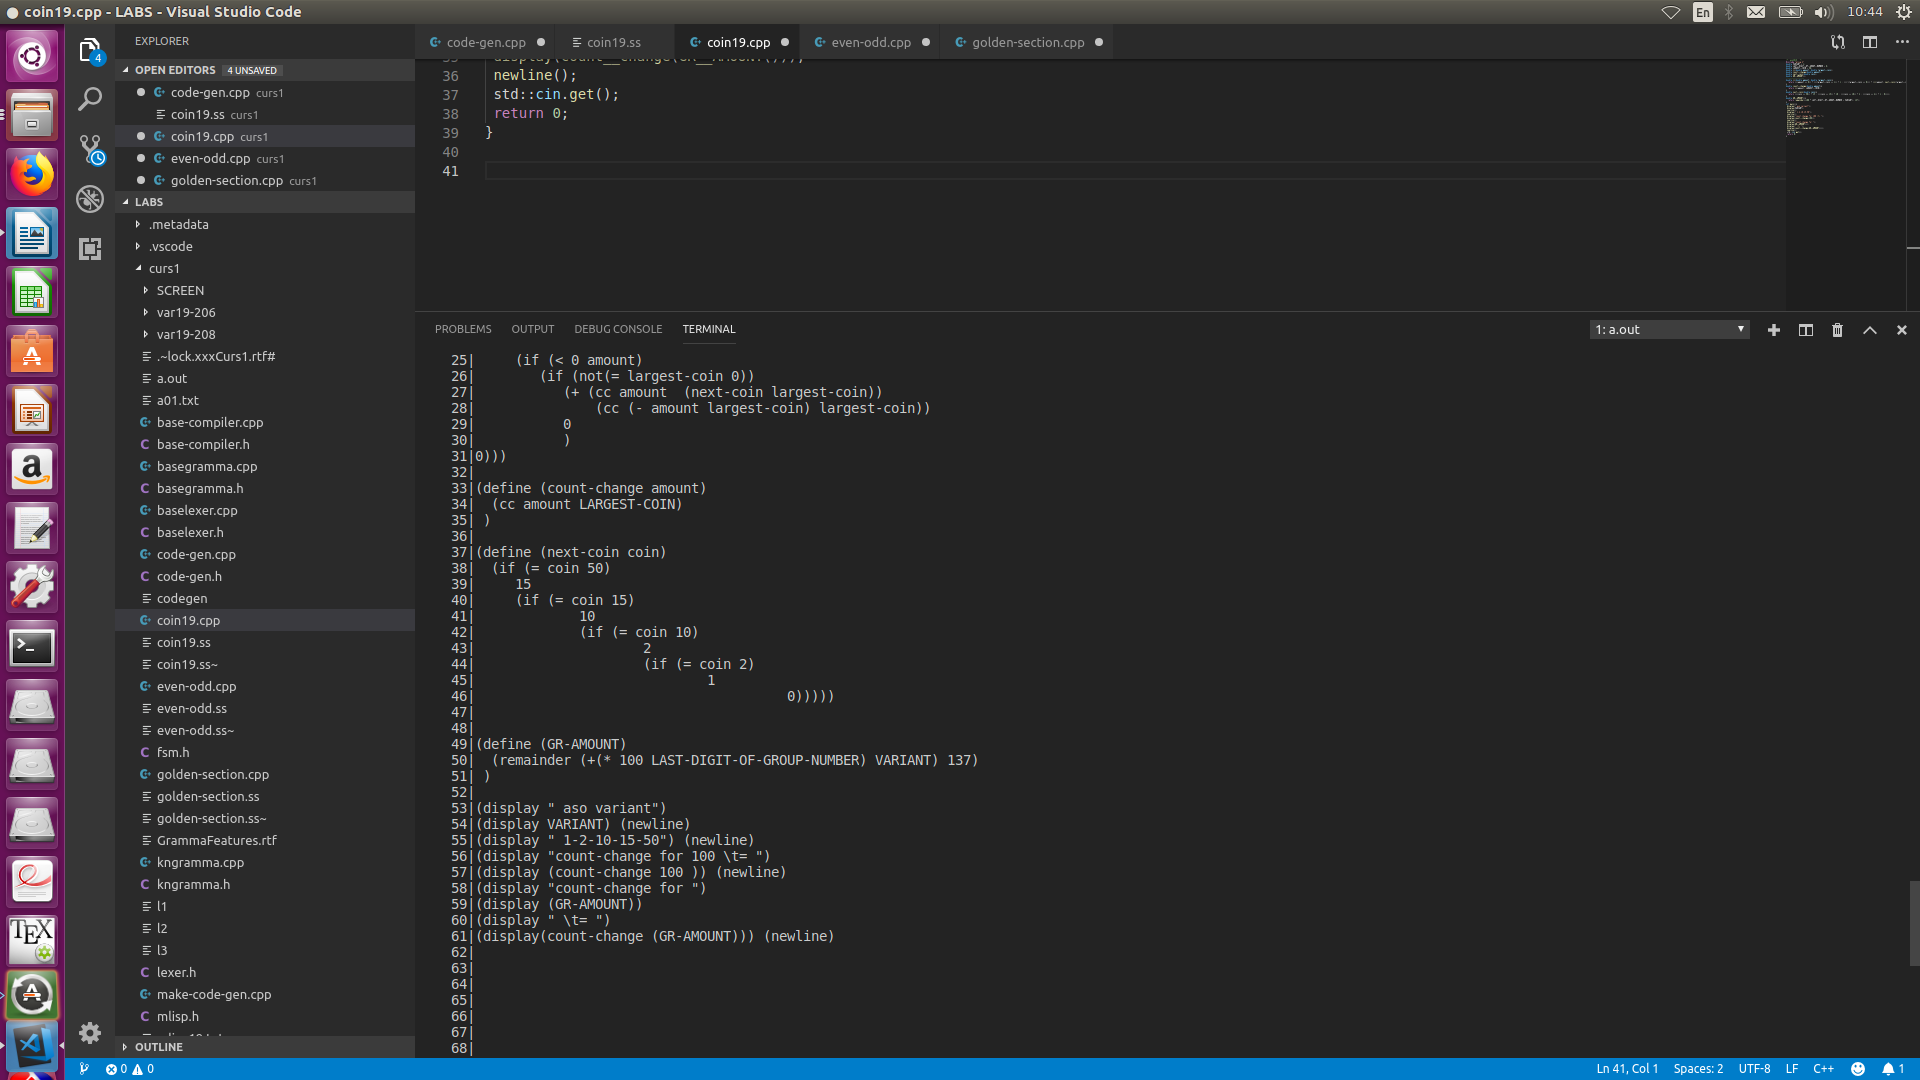 coin19.cpp - LABS - Visual Studio Code
En
10:44
EXPLORER
OPEN EDITORS 4 UNSAVED
code-gen.cpp curs1
coin19.ss curs1
coin19.cpp curs1
even-odd.cpp curs1
golden-section.cpp curs1
LABS
.metadata
.vscode
curs1
SCREEN
var19-206
var19-208
.~lock.xxxCurs1.rtf#
a.out
a01.txt
base-compiler.cpp
base-compiler.h
basegramma.cpp
basegramma.h
baselexer.cpp
baselexer.h
code-gen.cpp
code-gen.h
codegen
coin19.cpp
coin19.ss
coin19.ss~
even-odd.cpp
even-odd.ss
even-odd.ss~
fsm.h
golden-section.cpp
golden-section.ss
golden-section.ss~
GrammaFeatures.rtf
kngramma.cpp
kngramma.h
l1
l2
l3
lexer.h
make-code-gen.cpp
mlisp.h
OUTLINE
code-gen.cpp
coin19.ss
coin19.cpp
even-odd.cpp
golden-section.cpp
35 display(count__change(GR__AMOUNT()));
36 newline();
37 std::cin.get();
38 return 0;
39 }
40
41
PROBLEMS OUTPUT DEBUG CONSOLE TERMINAL
1: a.out
25| (if (< 0 amount)
26| (if (not(= largest-coin 0))
27| (+ (cc amount (next-coin largest-coin))
28| (cc (- amount largest-coin) largest-coin))
29| 0
30| )
31|0)))
32|
33|(define (count-change amount)
34| (cc amount LARGEST-COIN)
35| )
36|
37|(define (next-coin coin)
38| (if (= coin 50)
39| 15
40| (if (= coin 15)
41| 10
42| (if (= coin 10)
43| 2
44| (if (= coin 2)
45| 1
46| 0)))))
47|
48|
49|(define (GR-AMOUNT)
50| (remainder (+(* 100 LAST-DIGIT-OF-GROUP-NUMBER) VARIANT) 137)
51| )
52|
53|(display " aso variant")
54|(display VARIANT) (newline)
55|(display " 1-2-10-15-50") (newline)
56|(display "count-change for 100 \t= ")
57|(display (count-change 100 )) (newline)
58|(display "count-change for ")
59|(display (GR-AMOUNT))
60|(display " \t= ")
61|(display(count-change (GR-AMOUNT))) (newline)
62|
63|
64|
65|
66|
67|
68|
0 0
Ln 41, Col 1 Spaces: 2 UTF-8 LF C++ 1